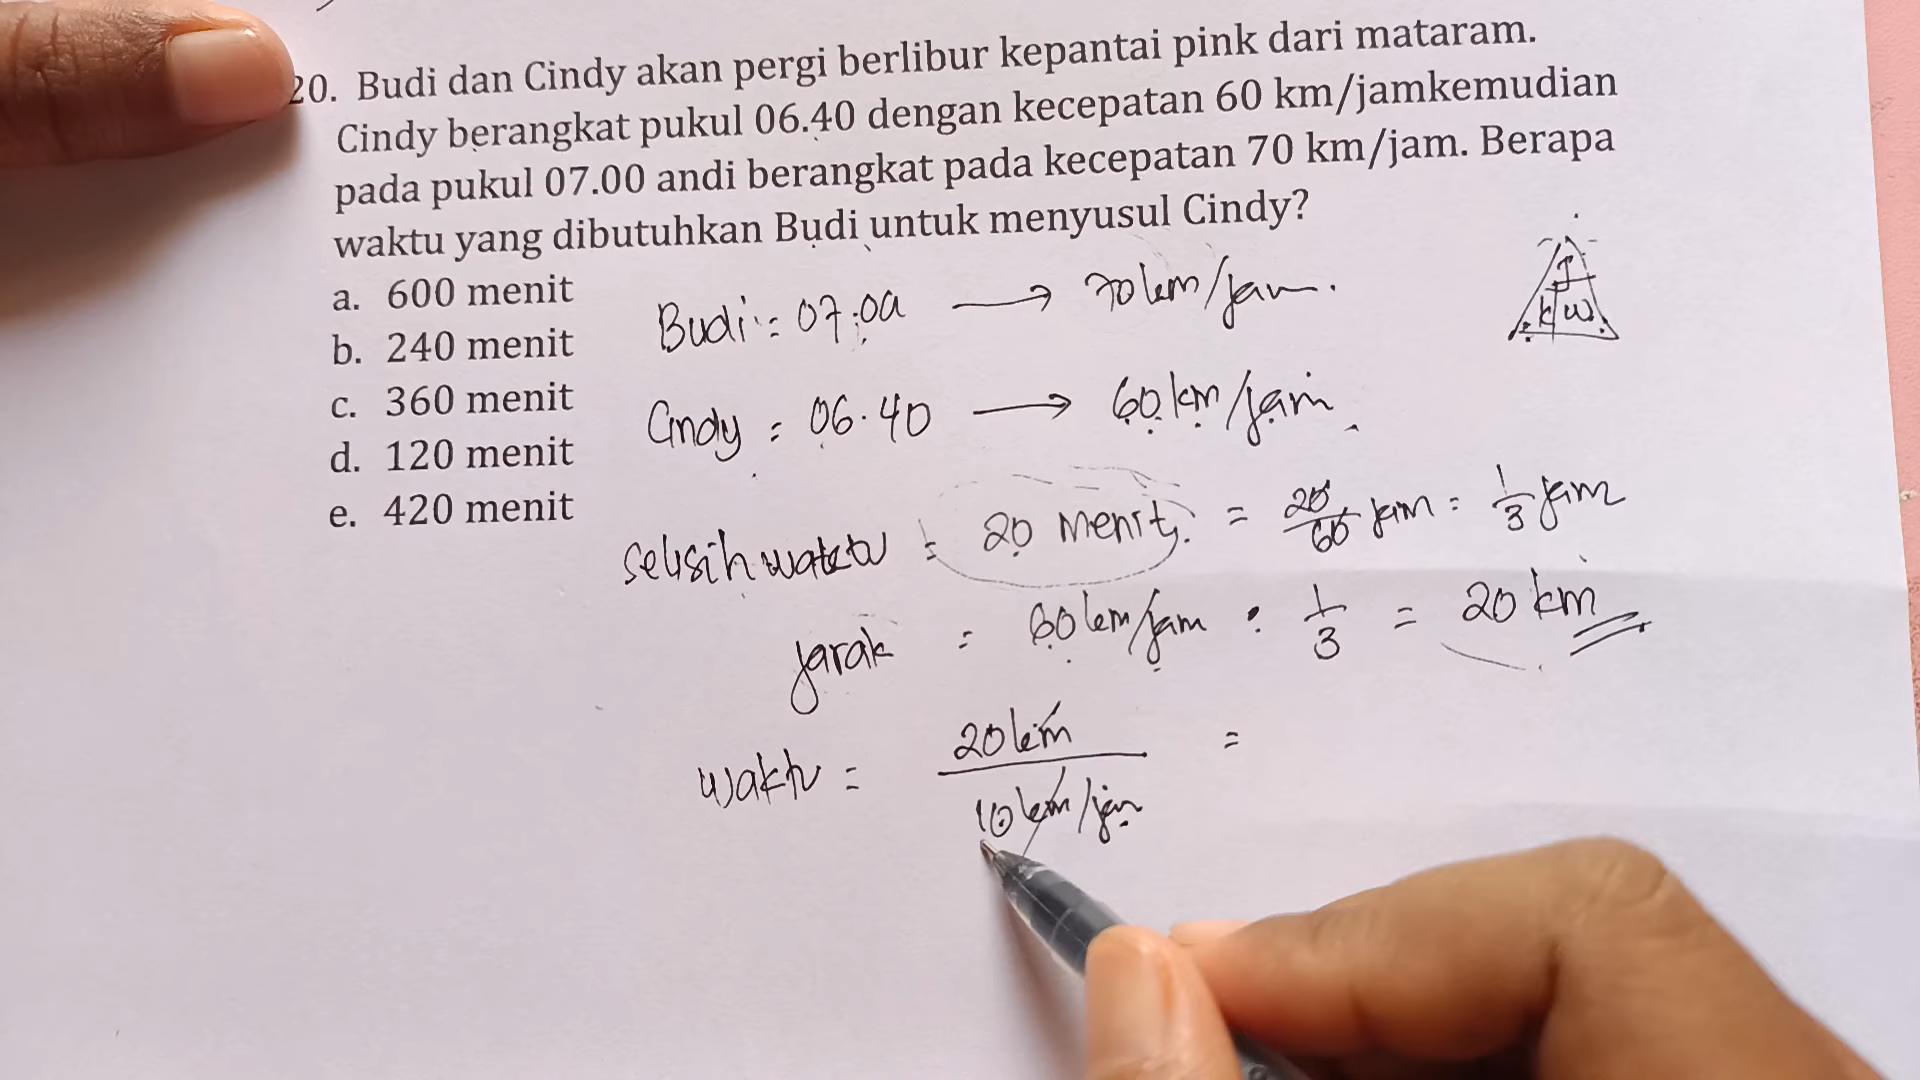 20. Budi dan Cindy akan pergi berlibur kepantai pink dari mataram.
Cindy berangkat pukul 06.40 dengan kecepatan 60 km/jamkemudian
pada pukul 07.00 andi berangkat pada kecepatan 70 km/jam. Berapa
waktu yang dibutuhkan Budi untuk menyusul Cindy?
a. 600 menit
b. 240 menit
c. 360 menit
d. 120 menit
e. 420 menit
Budi = 07.00 → 70 km/jam.
J
k w
Cindy = 06.40 → 60 km/jam
selisih waktu = 20 Menit = 20/60 jam = 1/3 jam
jarak = 60 km/jam . 1/3 = 20 km
waktu = 20 km / 10 km/jam =